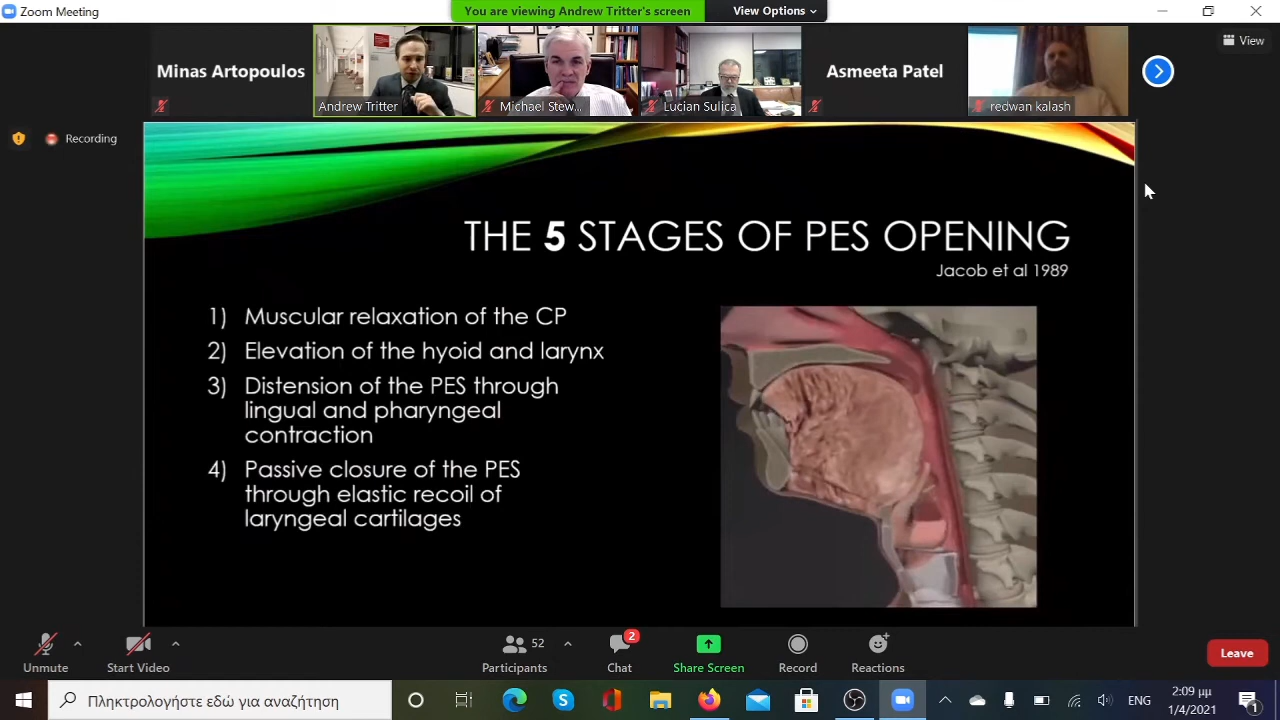 Zoom Meeting
You are viewing Andrew Tritter's screen
View Options
Minas Artopoulos
Andrew Tritter
Michael Stew...
Lucian Sulica
Asmeeta Patel
redwan kalash
View
Recording
THE 5 STAGES OF PES OPENING
Jacob et al 1989
1) Muscular relaxation of the CP
2) Elevation of the hyoid and larynx
3) Distension of the PES through
lingual and pharyngeal
contraction
4) Passive closure of the PES
through elastic recoil of
laryngeal cartilages
Unmute
Start Video
Participants
52
Chat
2
Share Screen
Record
Reactions
Leave
Πληκτρολογήστε εδώ για αναζήτηση
ENG
2:09 μμ
1/4/2021
1